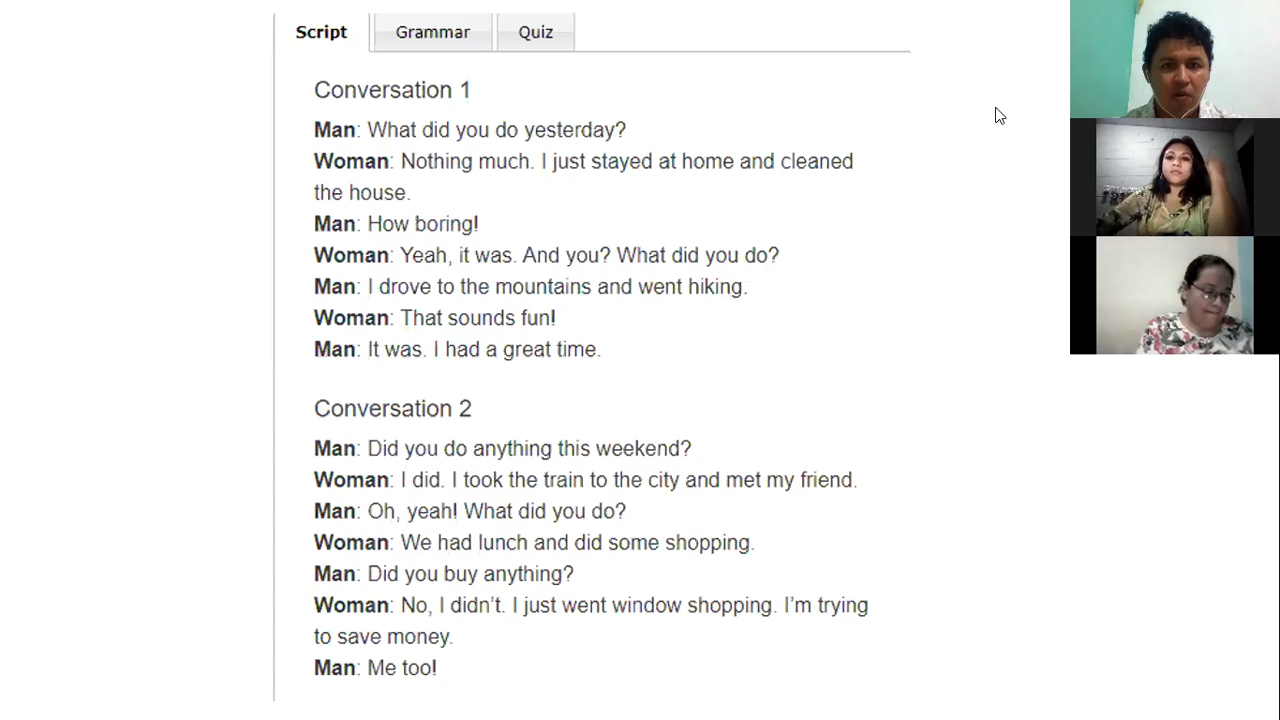 Script Grammar Quiz
Conversation 1
Man: What did you do yesterday?
Woman: Nothing much. I just stayed at home and cleaned
the house.
Man: How boring!
Woman: Yeah, it was. And you? What did you do?
Man: I drove to the mountains and went hiking.
Woman: That sounds fun!
Man: It was. I had a great time.
Conversation 2
Man: Did you do anything this weekend?
Woman: I did. I took the train to the city and met my friend.
Man: Oh, yeah! What did you do?
Woman: We had lunch and did some shopping.
Man: Did you buy anything?
Woman: No, I didn’t. I just went window shopping. I’m trying
to save money.
Man: Me too!